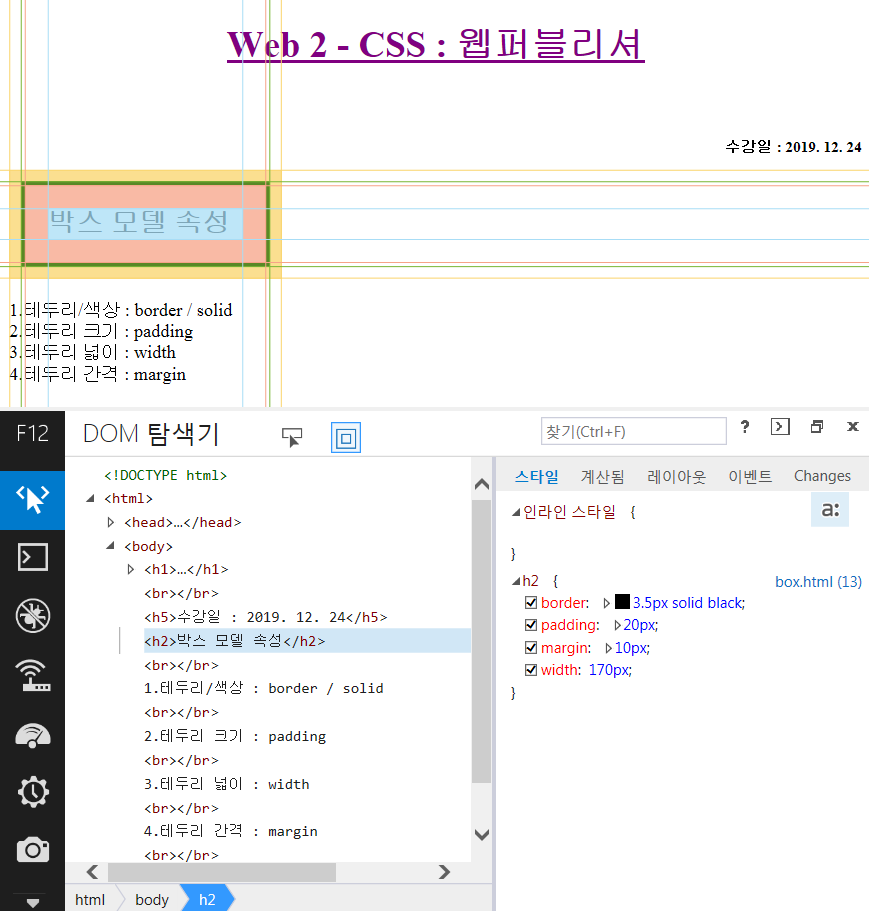 Web 2 - CSS : 웹퍼블리셔
수강일 : 2019. 12. 24
박스 모델 속성
1.테두리/색상 : border / solid
2.테두리 크기 : padding
3.테두리 넓이 : width
4.테두리 간격 : margin
F12
DOM 탐색기
찾기(Ctrl+F)
?
<!DOCTYPE html>
<html>
<head>…</head>
<body>
<h1>…</h1>
<br></br>
<h5>수강일 : 2019. 12. 24</h5>
<h2>박스 모델 속성</h2>
<br></br>
1.테두리/색상 : border / solid
<br></br>
2.테두리 크기 : padding
<br></br>
3.테두리 넓이 : width
<br></br>
4.테두리 간격 : margin
<br></br>
html body h2
스타일 계산됨 레이아웃 이벤트 Changes
인라인 스타일 {
a:
}
h2 {
box.html (13)
border: 3.5px solid black;
padding: 20px;
margin: 10px;
width: 170px;
}